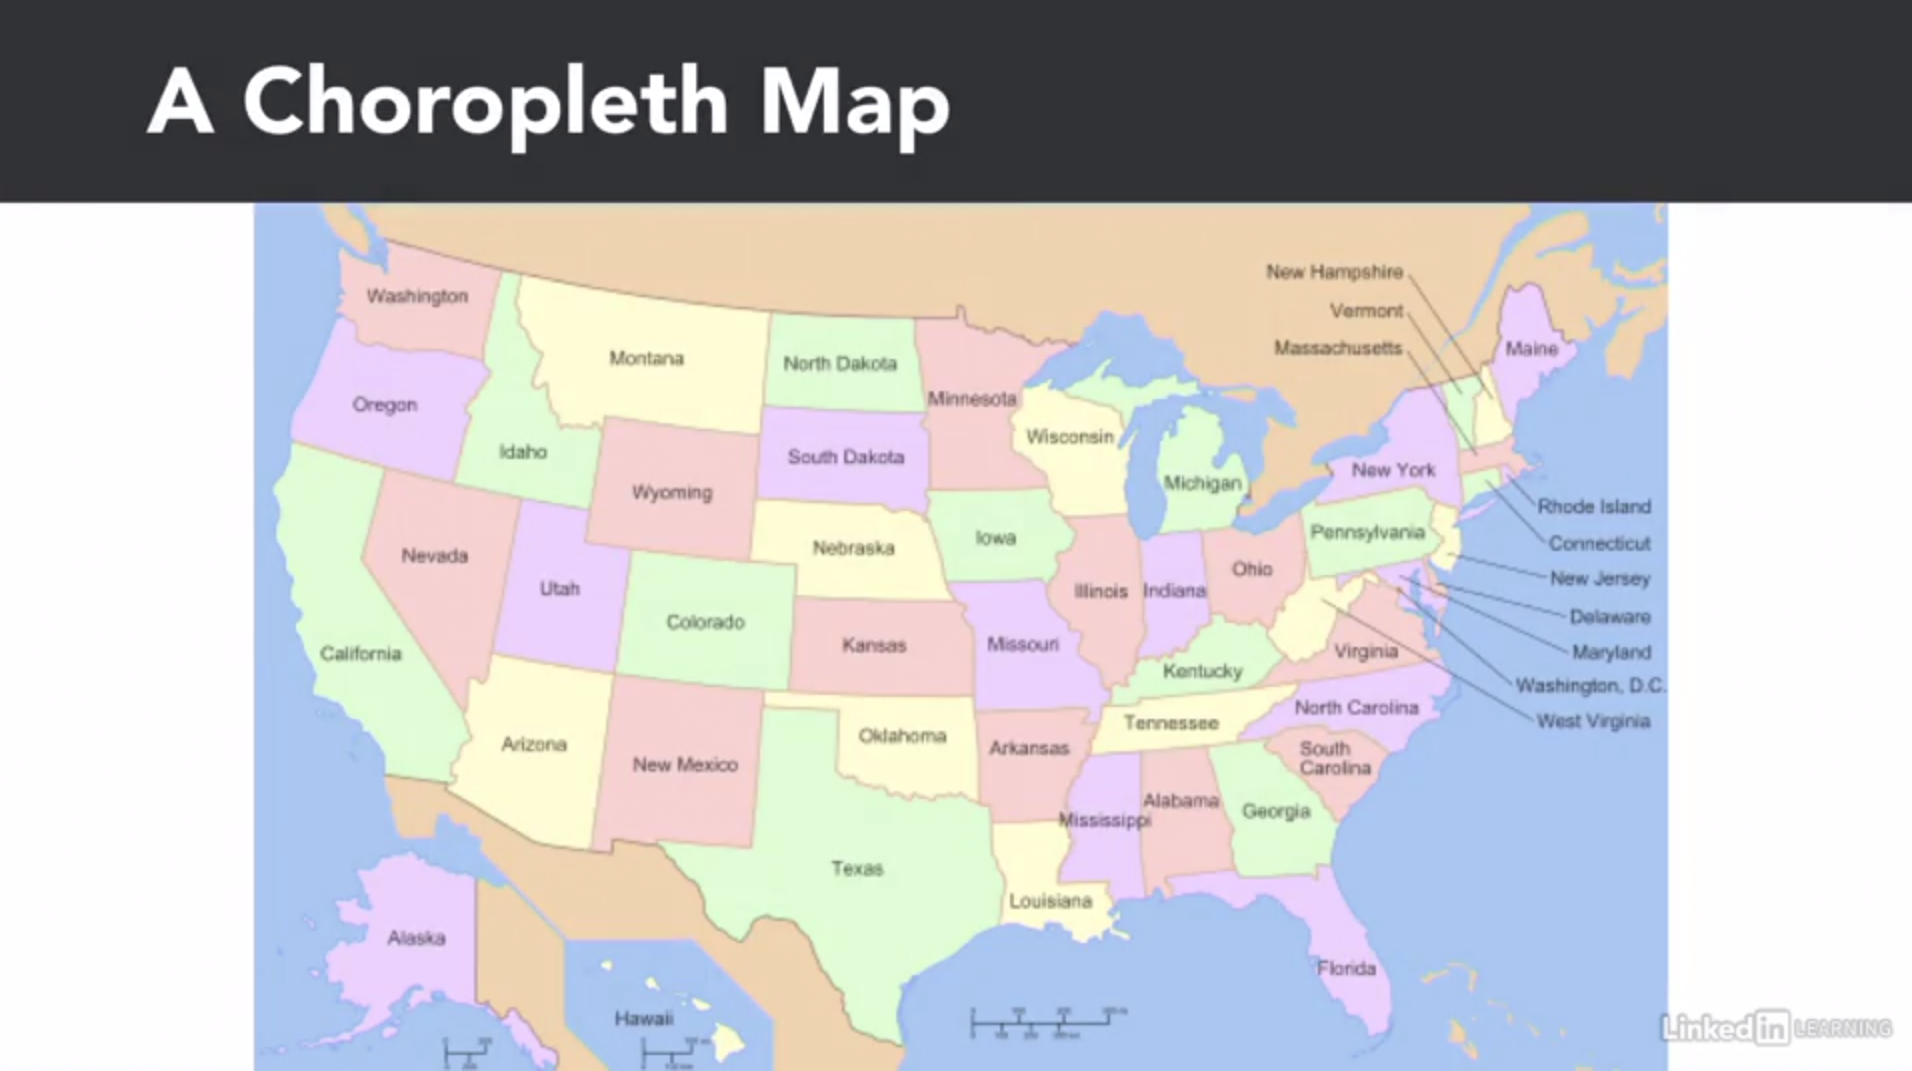 A Choropleth Map
New Hampshire
Washington
Vermont
Massachusetts
Maine
Montana
North Dakota
Minnesota
Oregon
Wisconsin
Idaho
South Dakota
New York
Wyoming
Michigan
Rhode Island
Pennsylvania
Iowa
Connecticut
Nebraska
Nevada
Ohio
New Jersey
Utah
Illinois
Indiana
Delaware
Colorado
Kansas
Missouri
California
Virginia
Maryland
Kentucky
Washington, D.C.
North Carolina
West Virginia
Tennessee
Oklahoma
Arizona
Arkansas
South
Carolina
New Mexico
Alabama
Georgia
Mississippi
Texas
Louisiana
Alaska
Florida
Hawaii
LinkedIn LEARNING